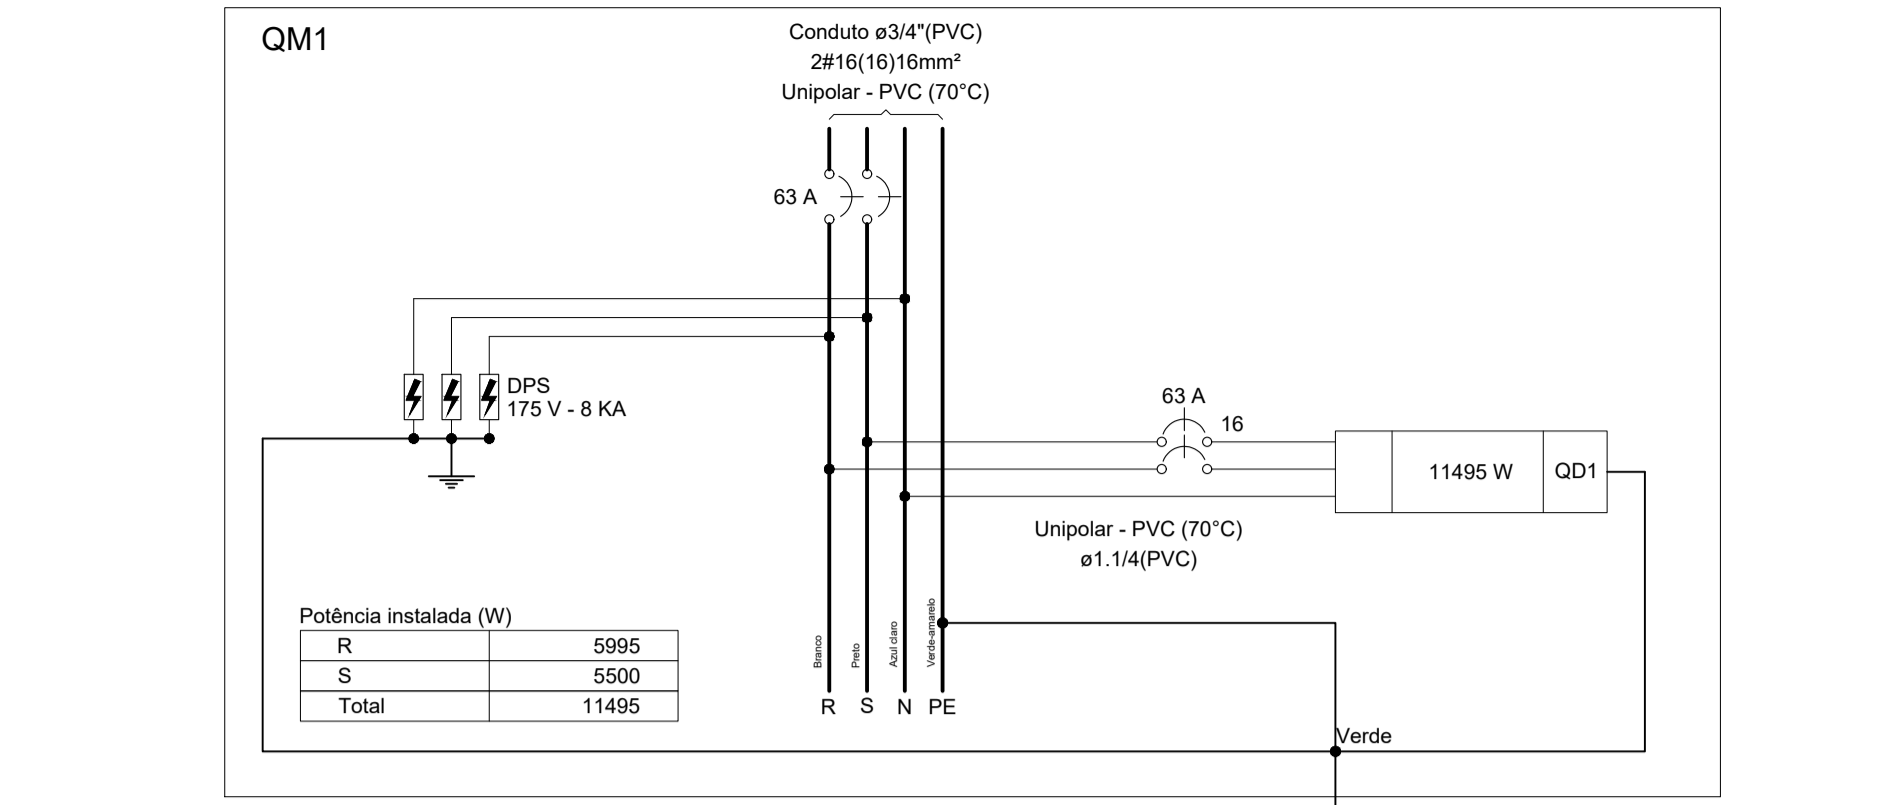 QM1
Conduto ø3/4"(PVC)
2#16(16)16mm²
Unipolar - PVC (70°C)
63 A
DPS
175 V - 8 KA
63 A
16
11495 W
QD1
Unipolar - PVC (70°C)
ø1.1/4(PVC)
Potência instalada (W)
R 5995
S 5500
Total 11495
Branco
Preto
Azul claro
Verde-amarelo
R S N PE
Verde